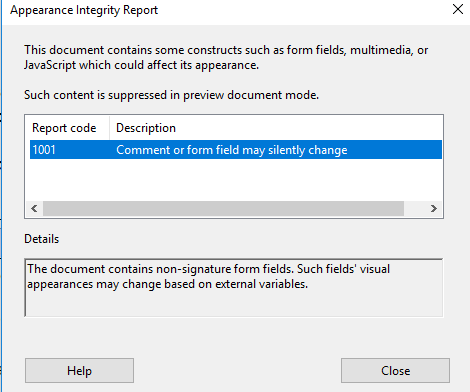 Appearance Integrity Report
This document contains some constructs such as form fields, multimedia, or
JavaScript which could affect its appearance.
Such content is suppressed in preview document mode.
Report code Description
1001 Comment or form field may silently change
Details
The document contains non-signature form fields. Such fields' visual
appearances may change based on external variables.
Help Close